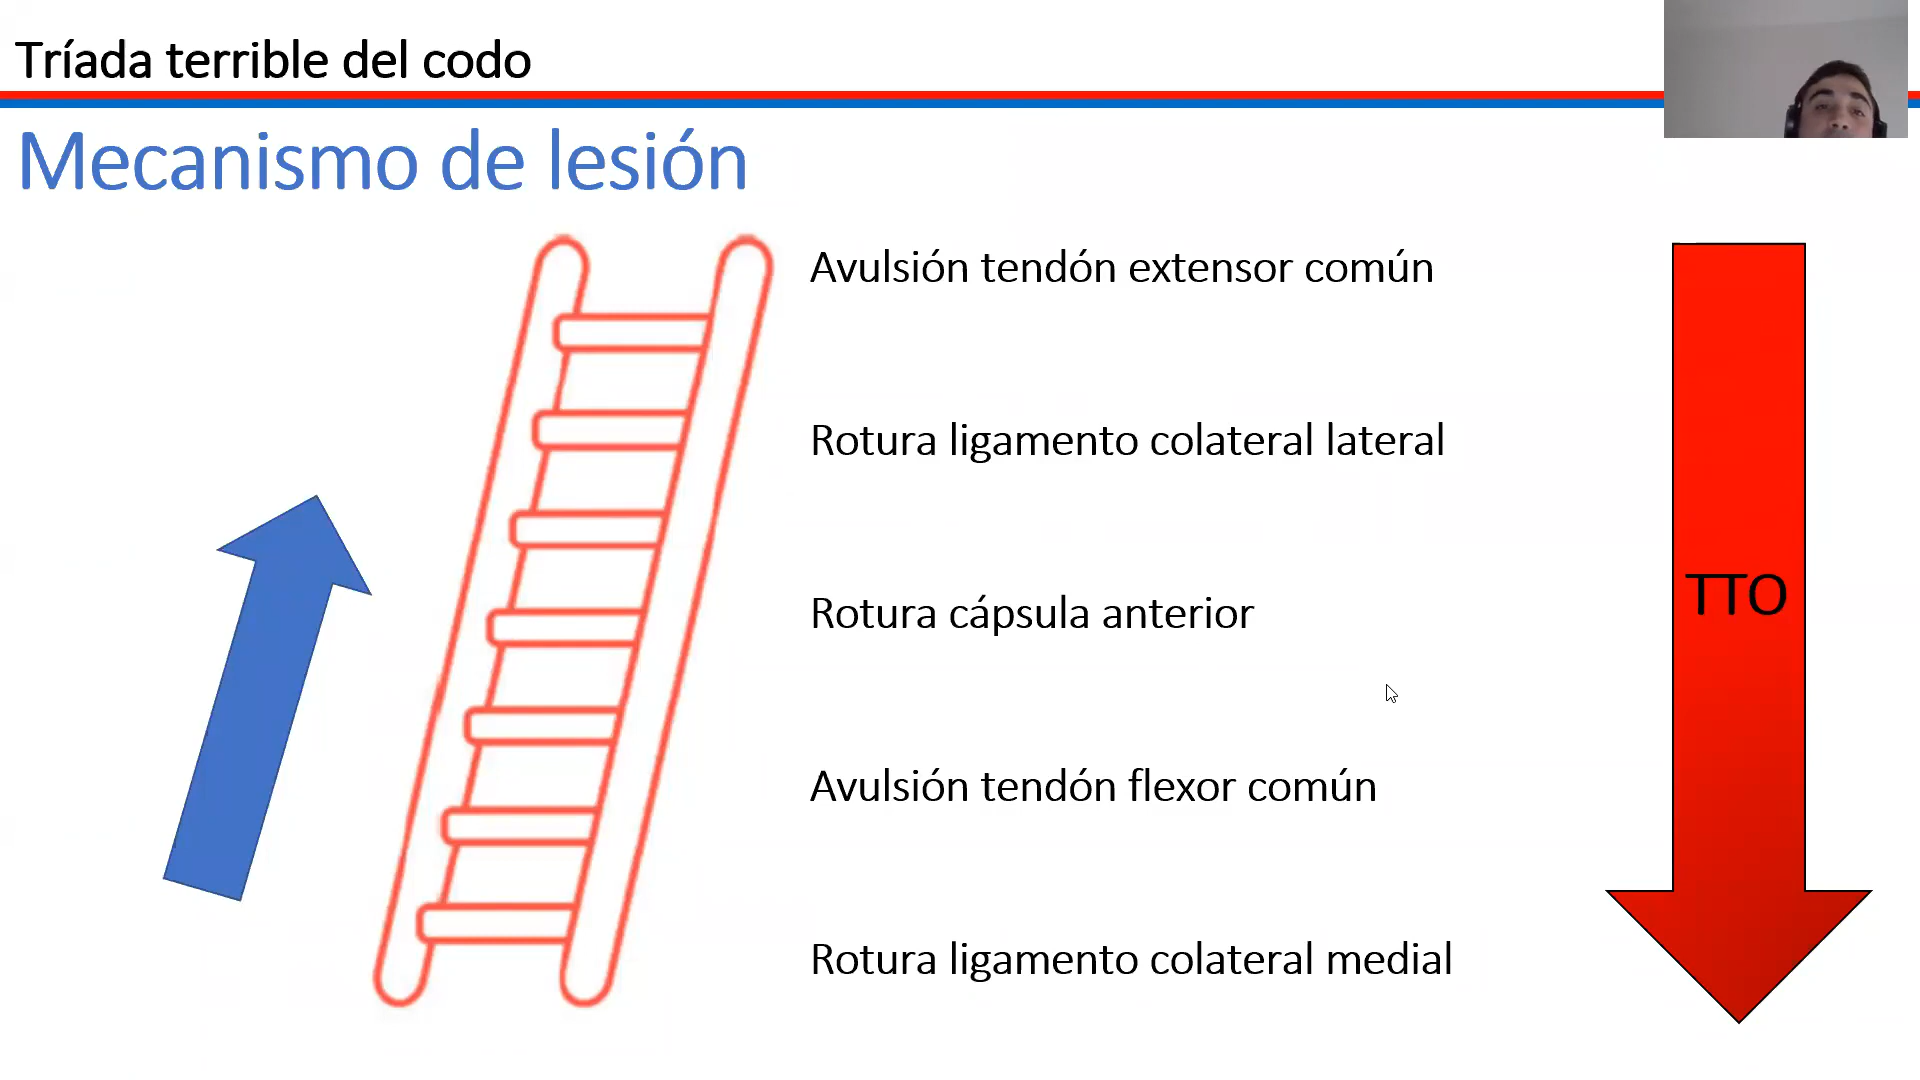 Tríada terrible del codo
Mecanismo de lesión
Avulsión tendón extensor común
Rotura ligamento colateral lateral
Rotura cápsula anterior
Avulsión tendón flexor común
Rotura ligamento colateral medial
TTO